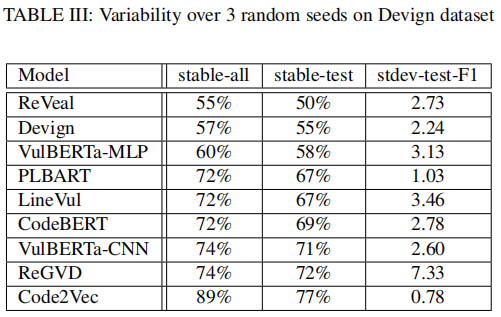 TABLE III: Variability over 3 random seeds on Devign dataset
Model stable-all stable-test stdev-test-F1
ReVeal 55% 50% 2.73
Devign 57% 55% 2.24
VulBERTa-MLP 60% 58% 3.13
PLBART 72% 67% 1.03
LineVul 72% 67% 3.46
CodeBERT 72% 69% 2.78
VulBERTa-CNN 74% 71% 2.60
ReGVD 74% 72% 7.33
Code2Vec 89% 77% 0.78